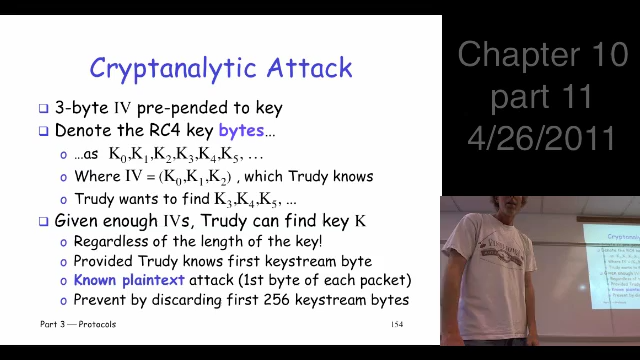 Cryptanalytic Attack
3-byte IV pre-pended to key
Denote the RC4 key bytes…
…as K0,K1,K2,K3,K4,K5, …
Where IV = (K0,K1,K2) , which Trudy knows
Trudy wants to find K3,K4,K5, …
Given enough IVs, Trudy can find key K
Regardless of the length of the key!
Provided Trudy knows first keystream byte
Known plaintext attack (1st byte of each packet)
Prevent by discarding first 256 keystream bytes
Part 3 — Protocols
154
Chapter 10
part 11
4/26/2011
Cryptanalytic